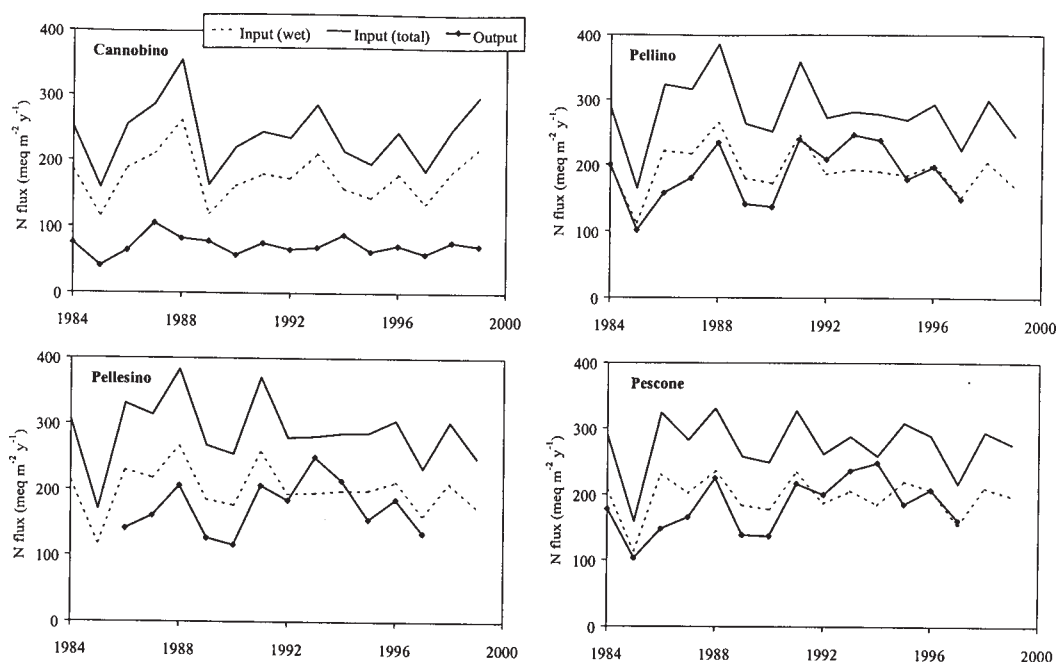 Input (wet) Input (total) Output
Cannobino
400
300
200
100
0
N flux (meq m⁻² y⁻¹)
1984 1988 1992 1996 2000
Pellino
400
300
200
100
0
N flux (meq m⁻² y⁻¹)
1984 1988 1992 1996 2000
Pellesino
400
300
200
100
0
N flux (meq m⁻² y⁻¹)
1984 1988 1992 1996 2000
Pescone
400
300
200
100
0
N flux (meq m⁻² y⁻¹)
1984 1988 1992 1996 2000